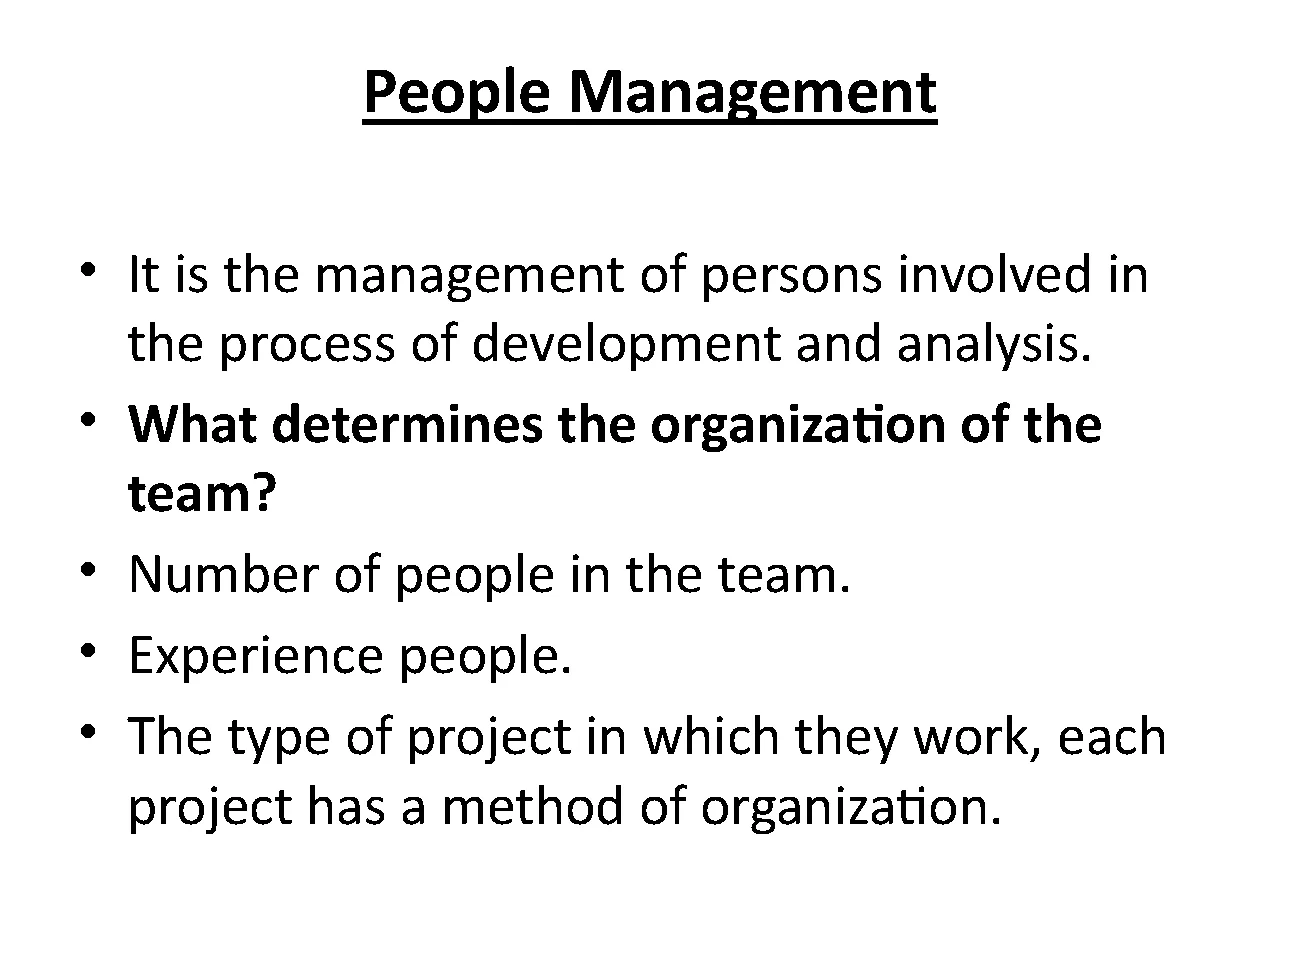 People Management
• It is the management of persons involved in
the process of development and analysis.
• What determines the organization of the
team?
• Number of people in the team.
• Experience people.
• The type of project in which they work, each
project has a method of organization.